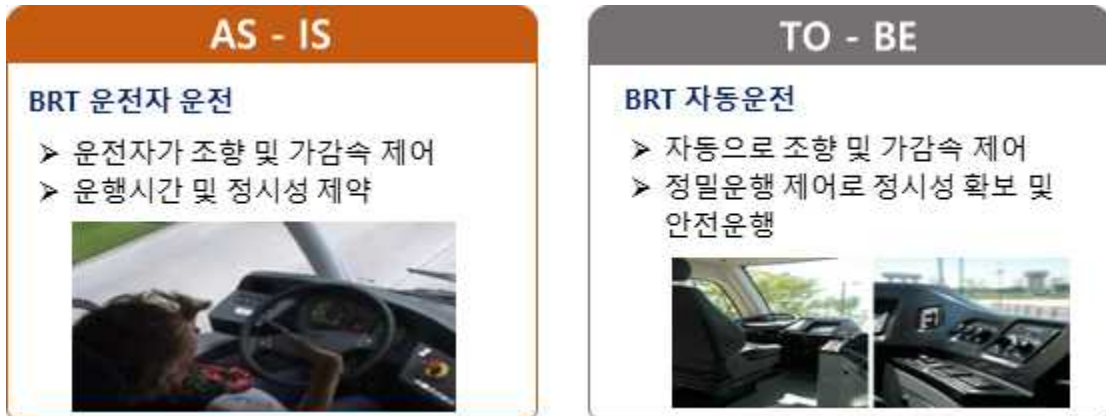 AS - IS
BRT 운전자 운전
➢ 운전자가 조향 및 가감속 제어
➢ 운행시간 및 정시성 제약
TO - BE
BRT 자동운전
➢ 자동으로 조향 및 가감속 제어
➢ 정밀운행 제어로 정시성 확보 및
안전운행